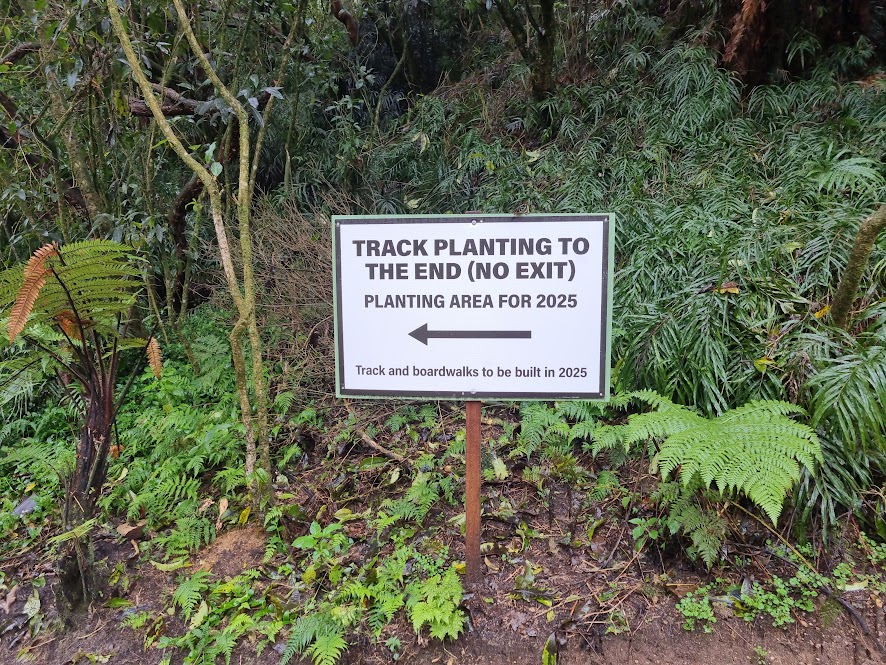 TRACK PLANTING TO
THE END (NO EXIT)
PLANTING AREA FOR 2025
Track and boardwalks to be built in 2025